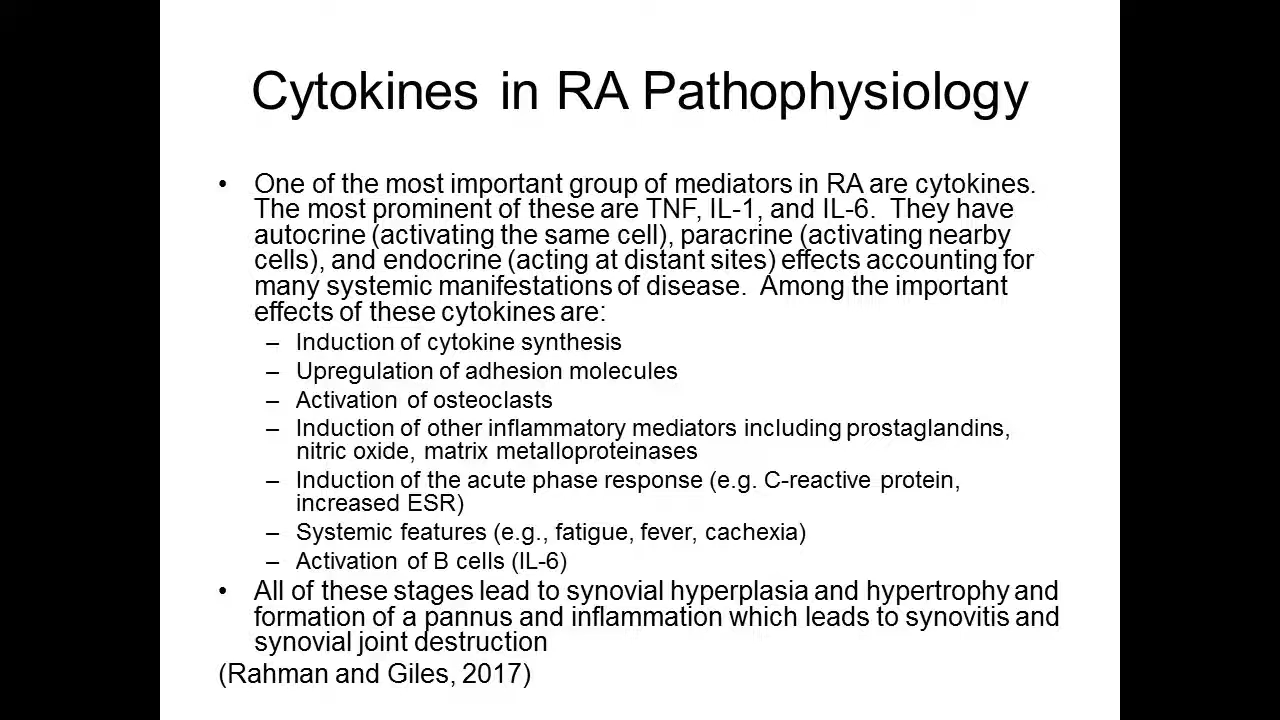 Cytokines in RA Pathophysiology
• One of the most important group of mediators in RA are cytokines.
The most prominent of these are TNF, IL-1, and IL-6. They have
autocrine (activating the same cell), paracrine (activating nearby
cells), and endocrine (acting at distant sites) effects accounting for
many systemic manifestations of disease. Among the important
effects of these cytokines are:
– Induction of cytokine synthesis
– Upregulation of adhesion molecules
– Activation of osteoclasts
– Induction of other inflammatory mediators including prostaglandins,
nitric oxide, matrix metalloproteinases
– Induction of the acute phase response (e.g. C-reactive protein,
increased ESR)
– Systemic features (e.g., fatigue, fever, cachexia)
– Activation of B cells (IL-6)
• All of these stages lead to synovial hyperplasia and hypertrophy and
formation of a pannus and inflammation which leads to synovitis and
synovial joint destruction
(Rahman and Giles, 2017)